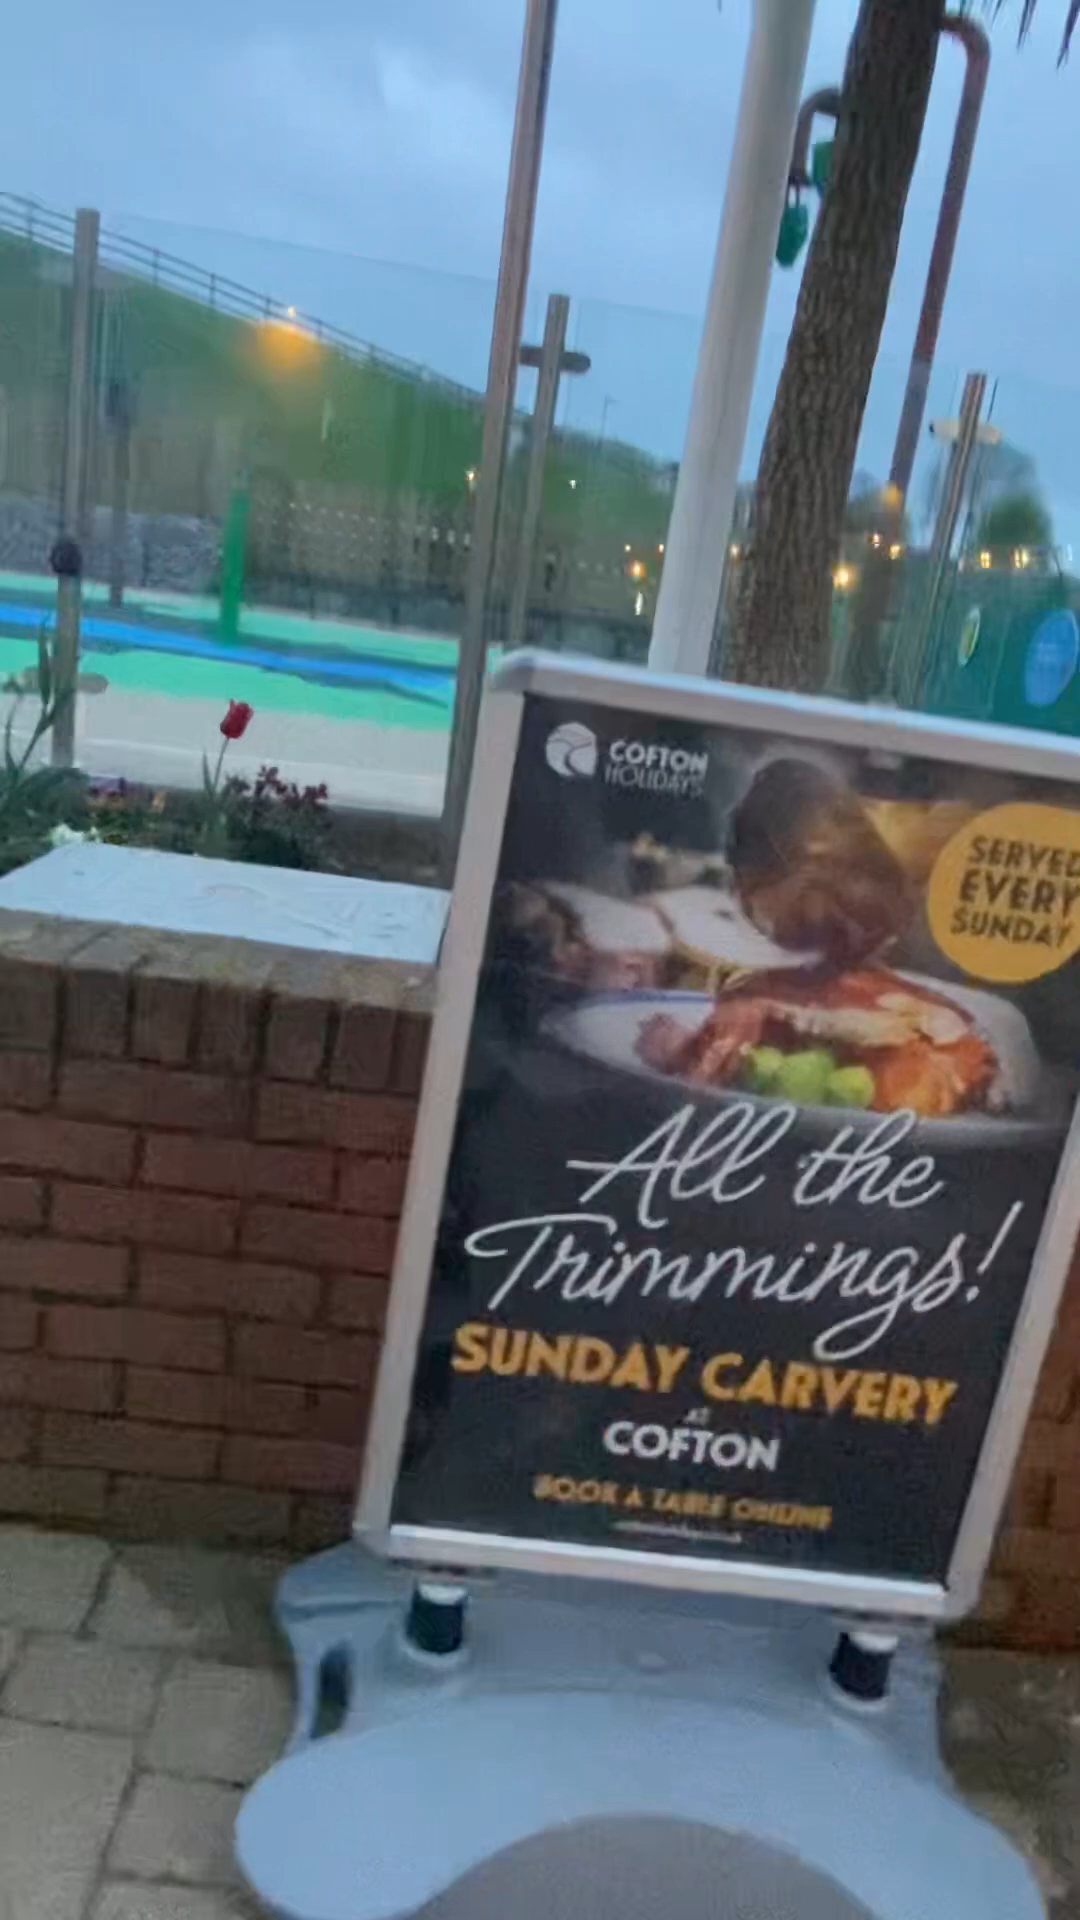 COFTON
HOLIDAYS
SERVED
EVERY
SUNDAY
All the
Trimmings!
SUNDAY CARVERY
AT
COFTON
BOOK A TABLE ONLINE